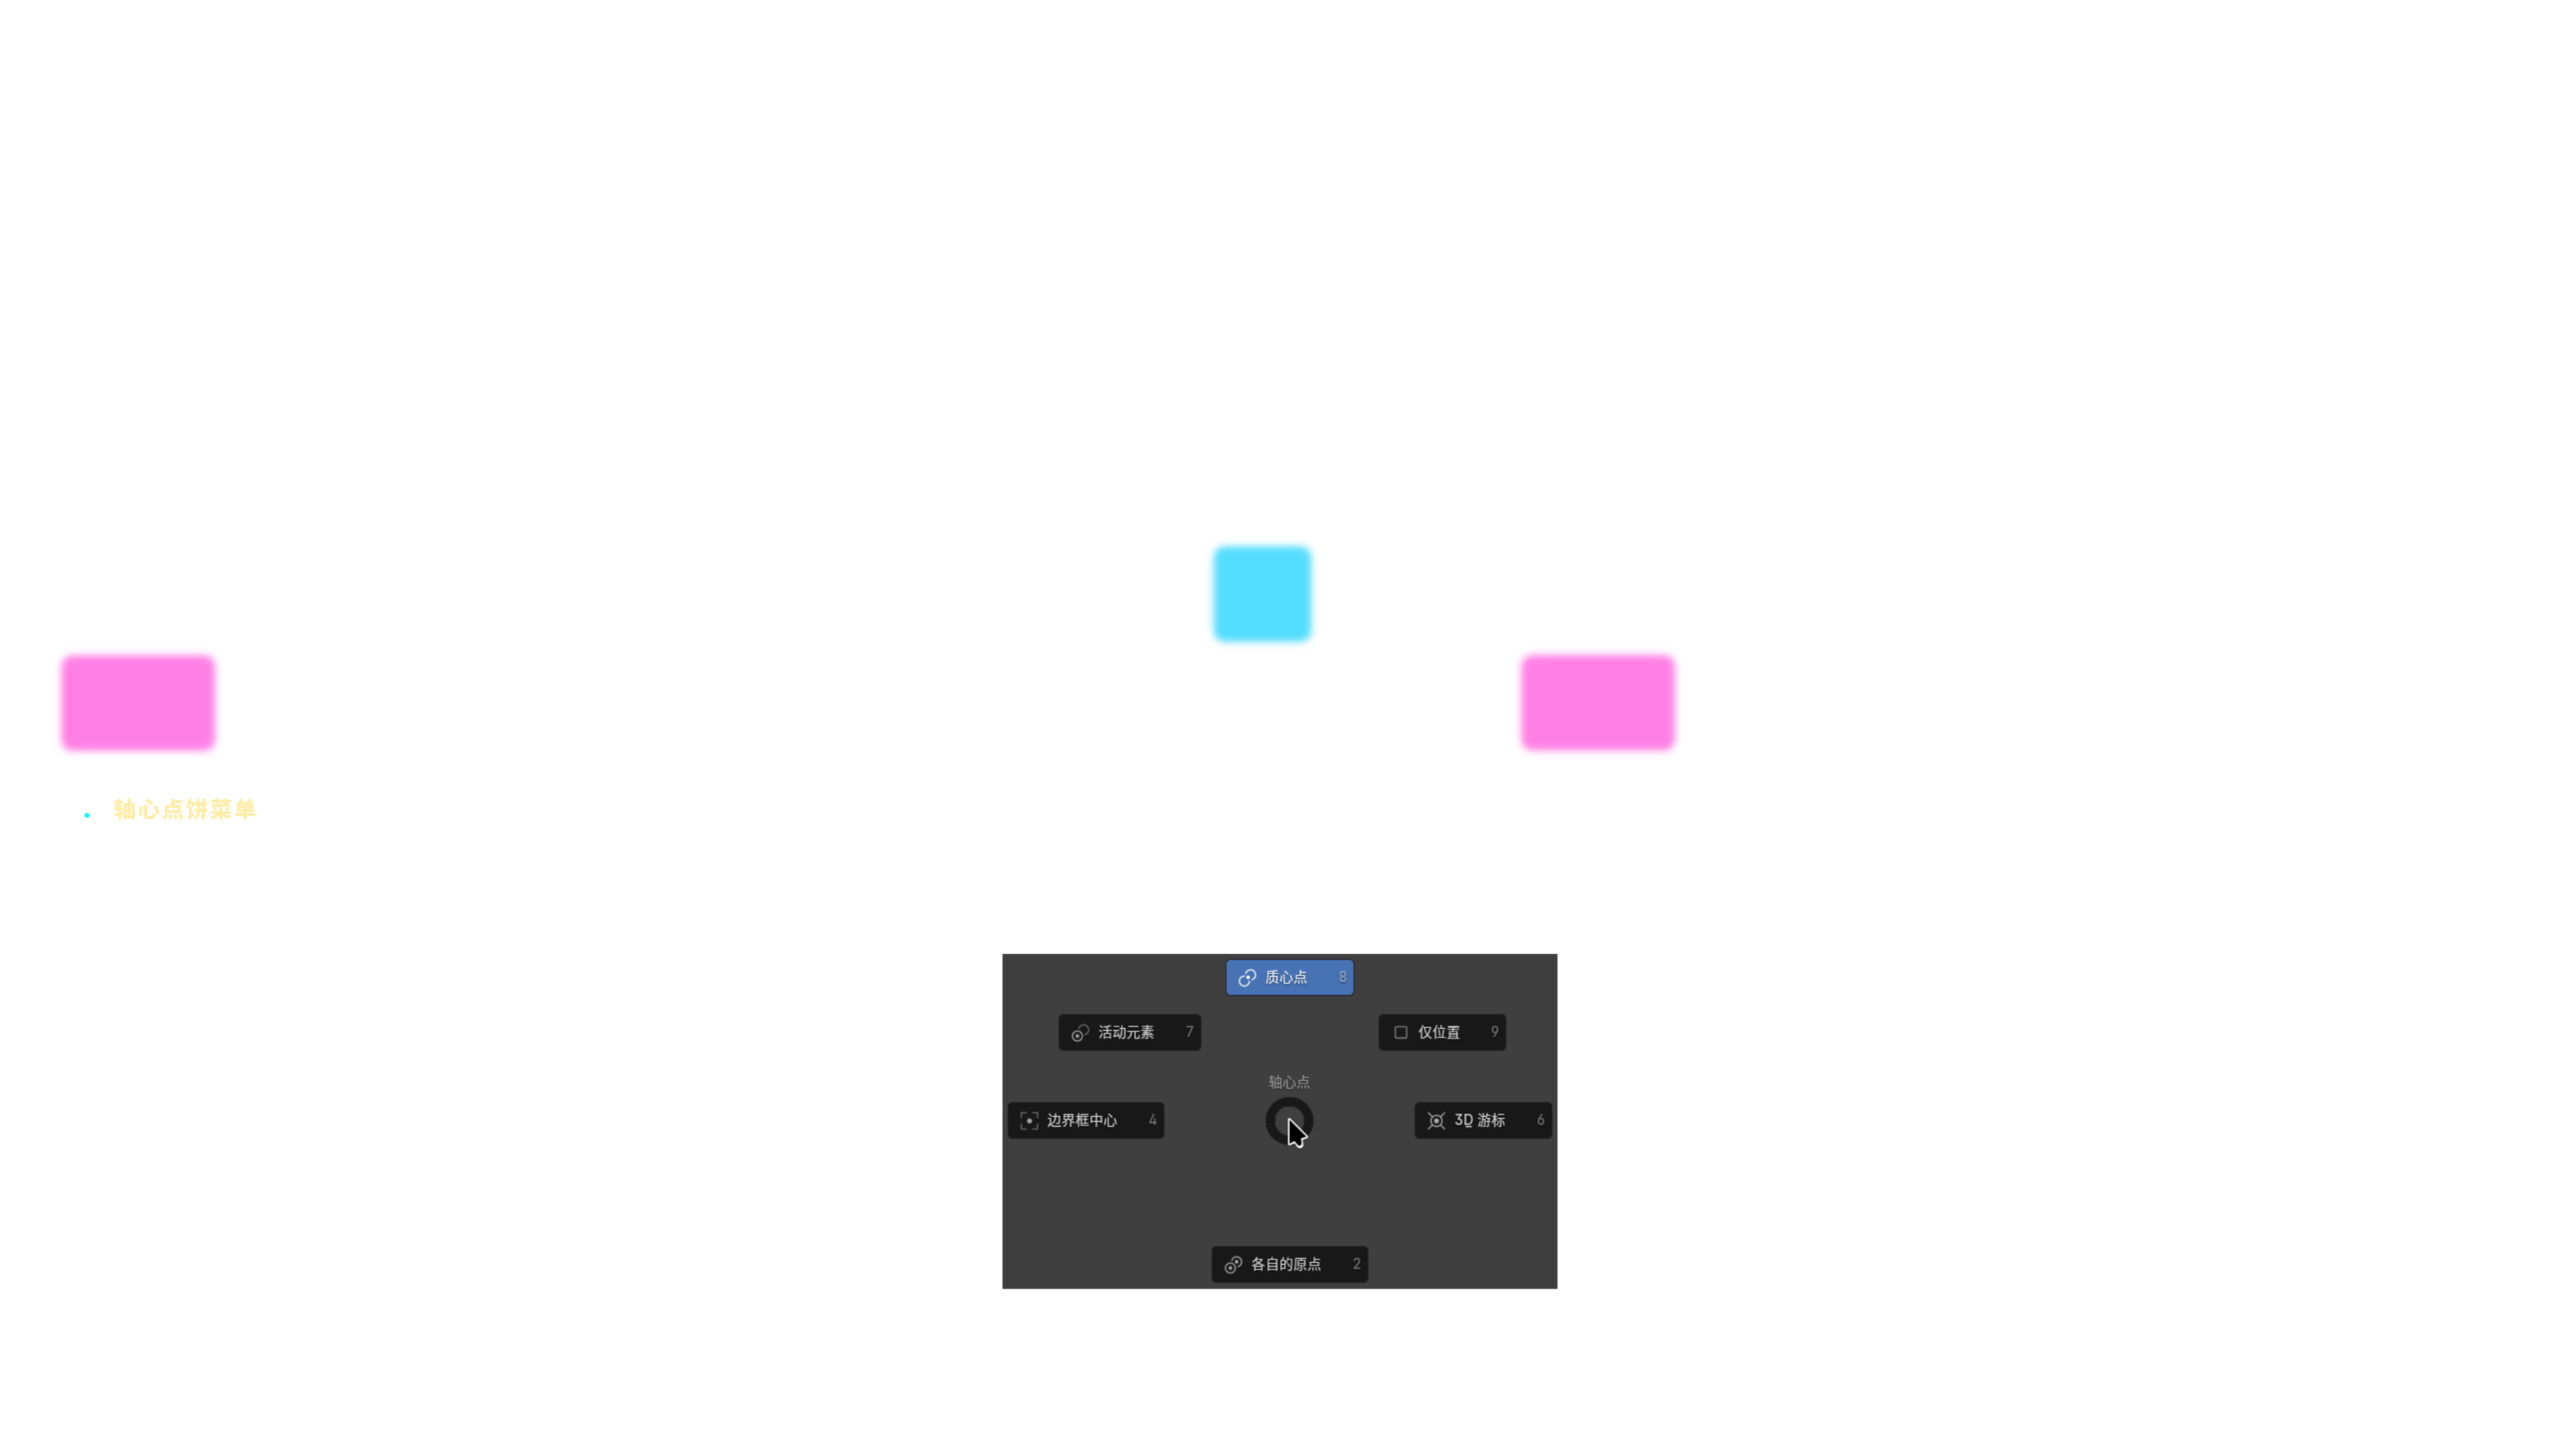 轴心点饼菜单
质心点 8
活动元素 7
仅位置 9
轴心点
边界框中心 4
3D 游标 6
各自的原点 2